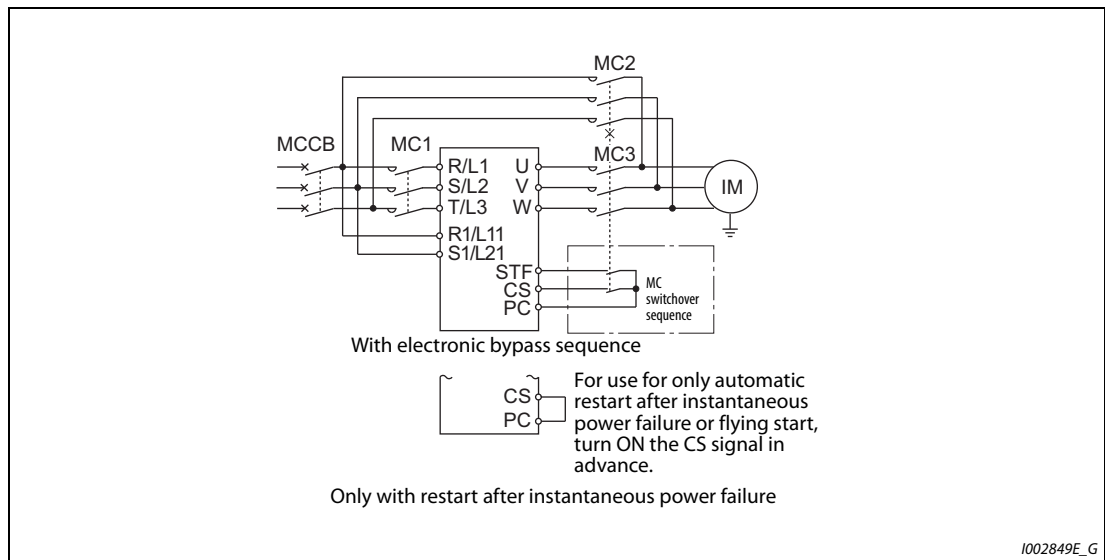 MC2
MCCB
MC1
MC3
R/L1
U
S/L2
V
IM
T/L3
W
R1/L11
S1/L21
STF
CS
PC
MC
switchover
sequence
With electronic bypass sequence
CS
PC
For use for only automatic
restart after instantaneous
power failure or flying start,
turn ON the CS signal in
advance.
Only with restart after instantaneous power failure
I002849E_G